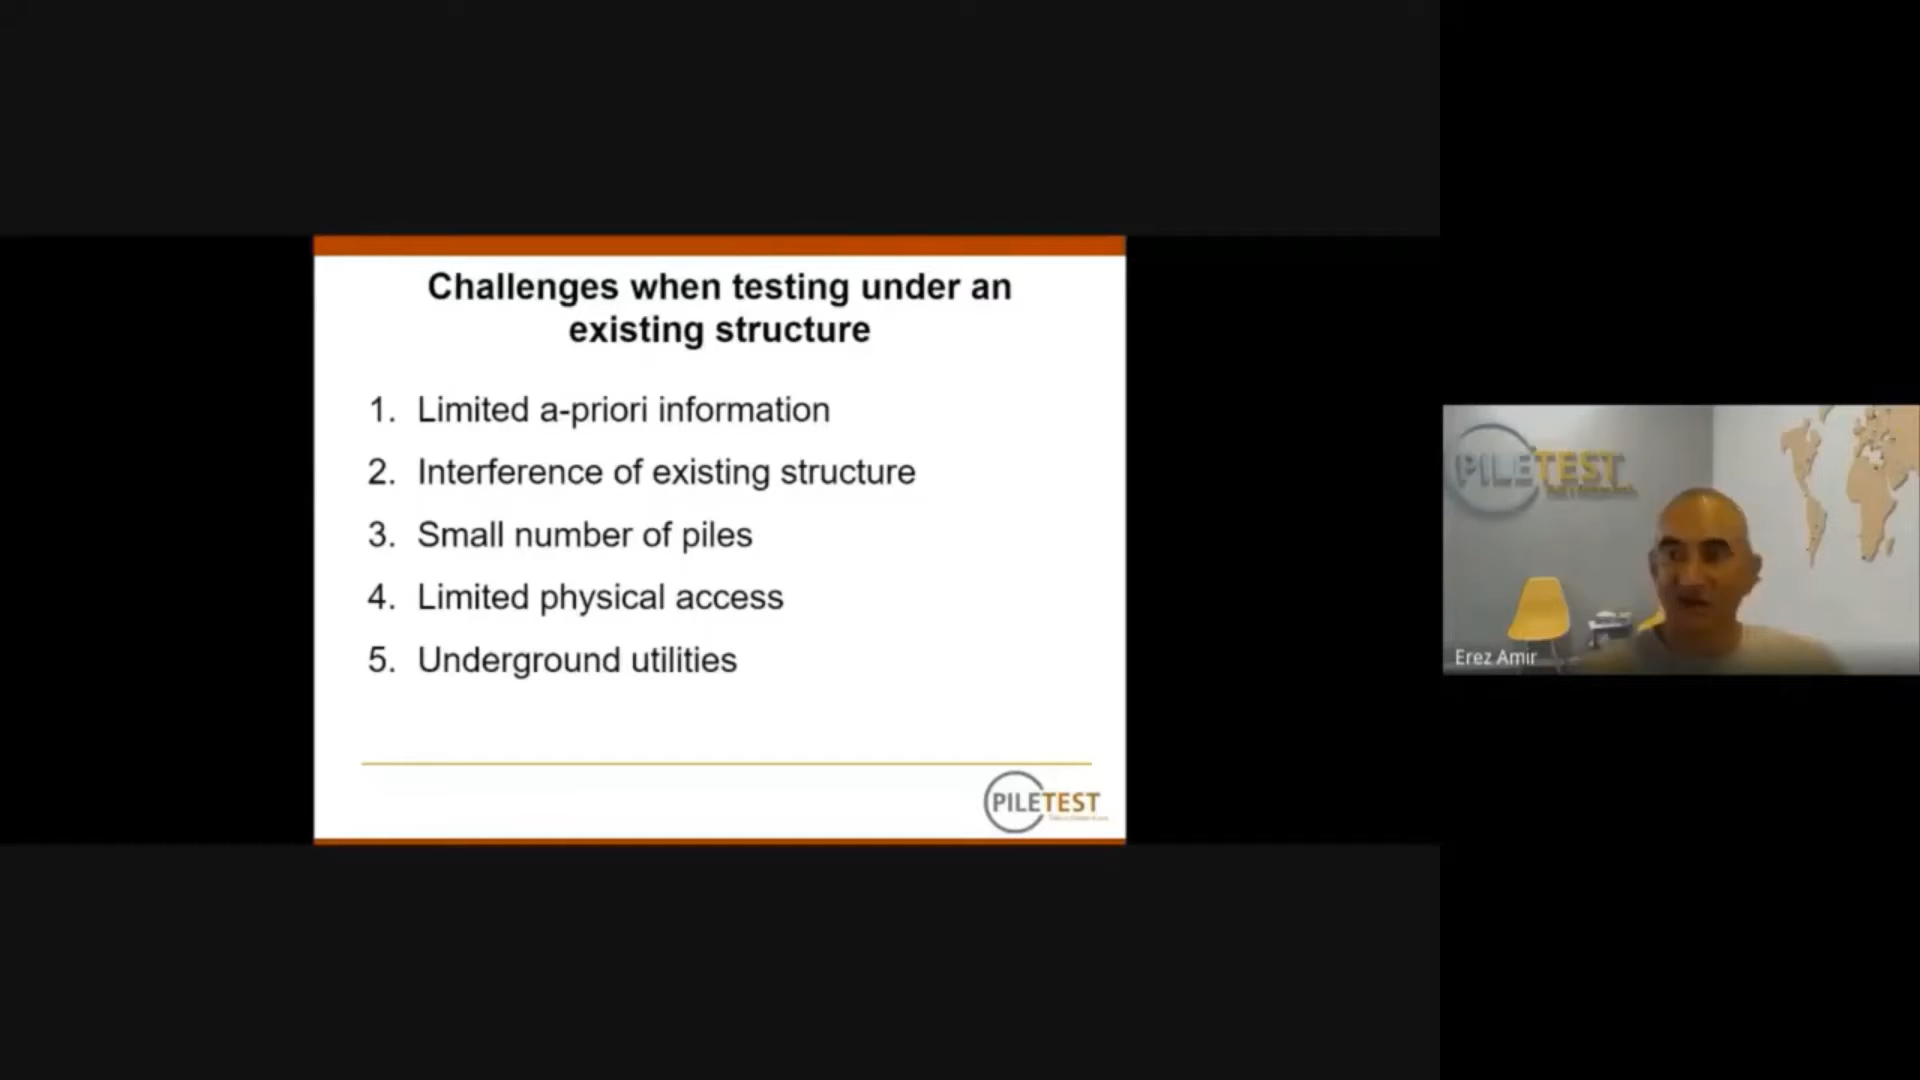 Challenges when testing under an
existing structure
1. Limited a-priori information
2. Interference of existing structure
3. Small number of piles
4. Limited physical access
5. Underground utilities
PILETEST
PILETEST
Erez Amir